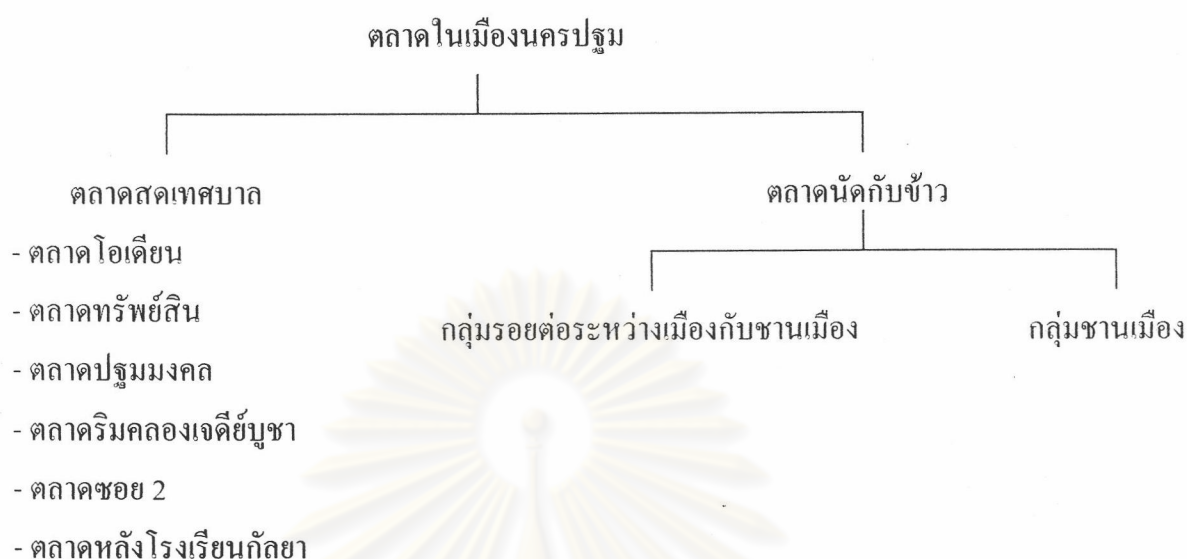 ตลาดในเมืองนครปฐม
ตลาดสดเทศบาล
ตลาดนัดกับข้าว
- ตลาดโอเดียน
- ตลาดทรัพย์สิน
กลุ่มรอยต่อระหว่างเมืองกับชานเมือง
กลุ่มชานเมือง
- ตลาดปฐมมงคล
- ตลาดริมคลองเจดีย์บูชา
- ตลาดซอย 2
- ตลาดหลังโรงเรียนกัลยา